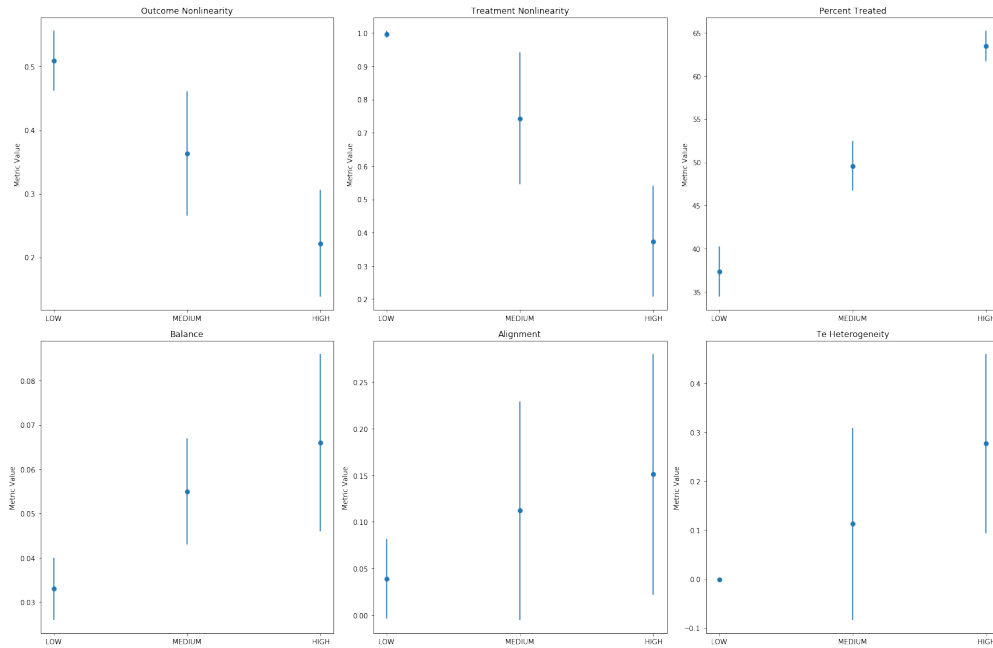 Outcome Nonlinearity
Metric Value
0.5
0.4
0.3
0.2
LOW
MEDIUM
HIGH
Treatment Nonlinearity
Metric Value
1.0
0.9
0.8
0.7
0.6
0.5
0.4
0.3
0.2
LOW
MEDIUM
HIGH
Percent Treated
Metric Value
65
60
55
50
45
40
35
LOW
MEDIUM
HIGH
Balance
Metric Value
0.08
0.07
0.06
0.05
0.04
0.03
LOW
MEDIUM
HIGH
Alignment
Metric Value
0.25
0.20
0.15
0.10
0.05
0.00
LOW
MEDIUM
HIGH
Te Heterogeneity
Metric Value
0.4
0.3
0.2
0.1
0.0
−0.1
LOW
MEDIUM
HIGH